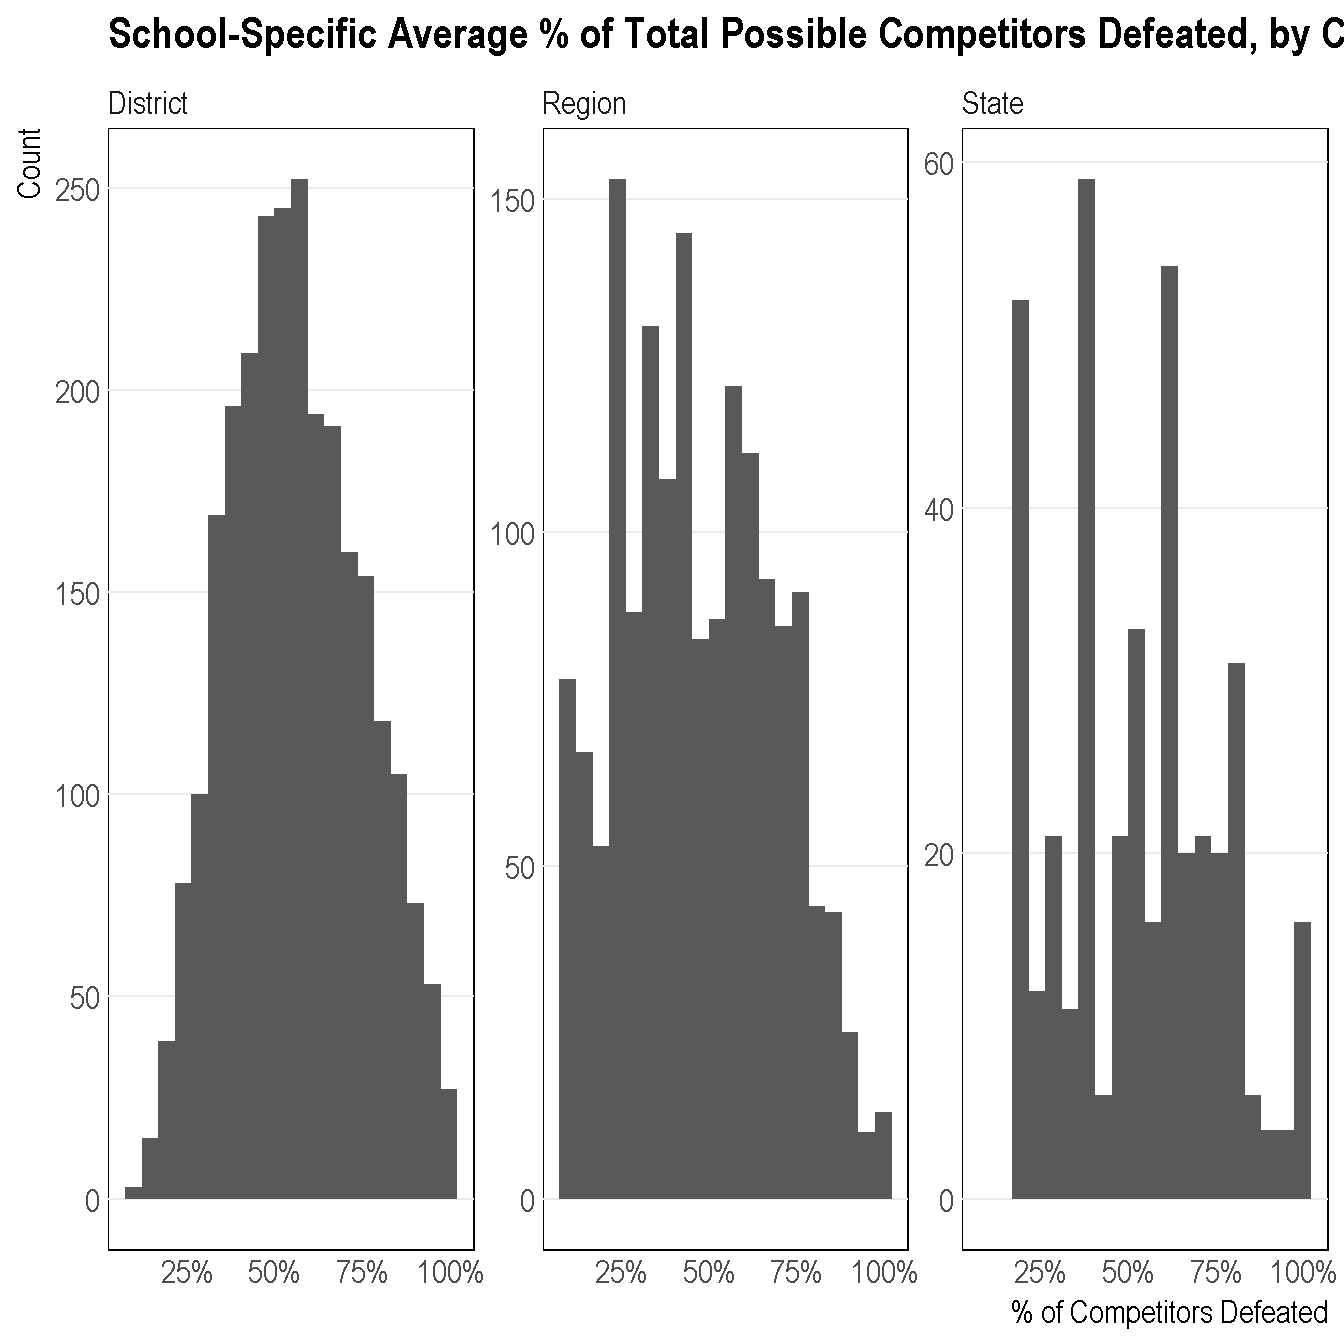 School-Specific Average % of Total Possible Competitors Defeated, by C
District
Region
State
Count
250
200
150
100
50
0
150
100
50
0
60
40
20
0
25% 50% 75% 100%
25% 50% 75% 100%
25% 50% 75% 100%
% of Competitors Defeated